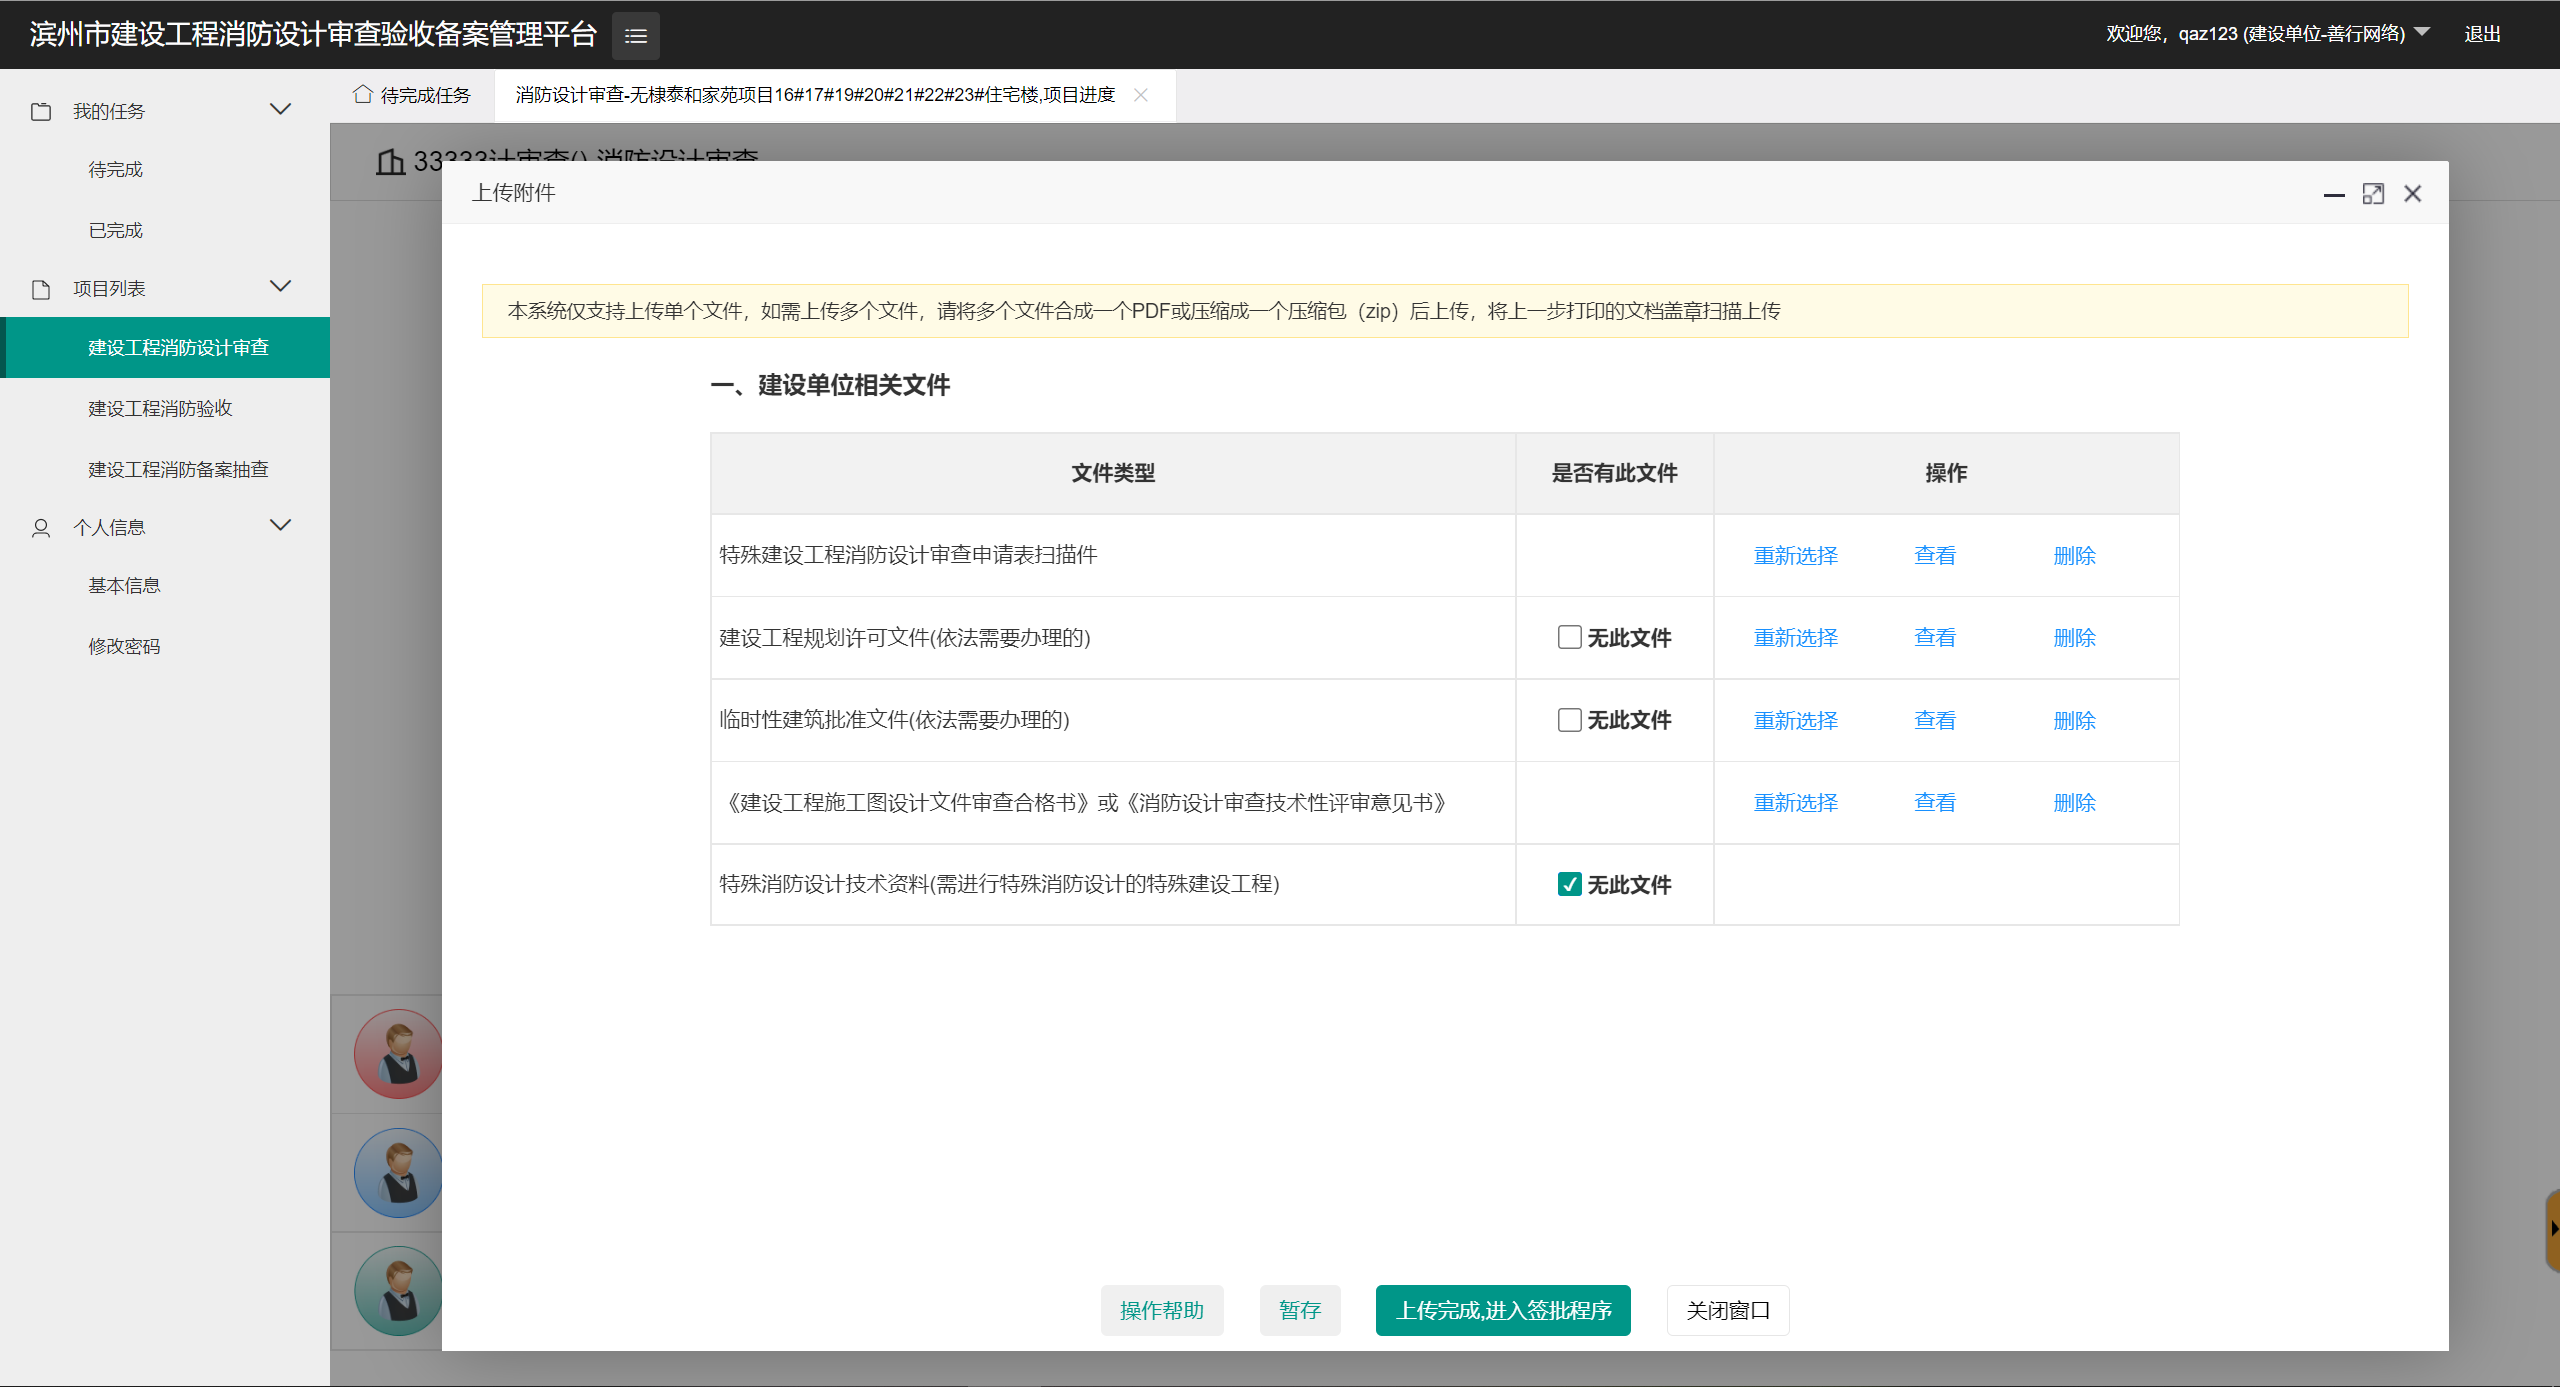 滨州市建设工程消防设计审查验收备案管理平台
欢迎您，qaz123 (建设单位-善行网络)
退出
我的任务
待完成
已完成
项目列表
建设工程消防设计审查
建设工程消防验收
建设工程消防备案抽查
个人信息
基本信息
修改密码
待完成任务
消防设计审查-无棣泰和家苑项目16#17#19#20#21#22#23#住宅楼,项目进度
33333计审查() 消防设计审查
上传附件
本系统仅支持上传单个文件，如需上传多个文件，请将多个文件合成一个PDF或压缩成一个压缩包（zip）后上传，将上一步打印的文档盖章扫描上传
一、建设单位相关文件
文件类型 是否有此文件 操作
特殊建设工程消防设计审查申请表扫描件 重新选择 查看 删除
建设工程规划许可文件(依法需要办理的) 无此文件 重新选择 查看 删除
临时性建筑批准文件(依法需要办理的) 无此文件 重新选择 查看 删除
《建设工程施工图设计文件审查合格书》或《消防设计审查技术性评审意见书》 重新选择 查看 删除
特殊消防设计技术资料(需进行特殊消防设计的特殊建设工程) 无此文件
操作帮助 暂存 上传完成,进入签批程序 关闭窗口